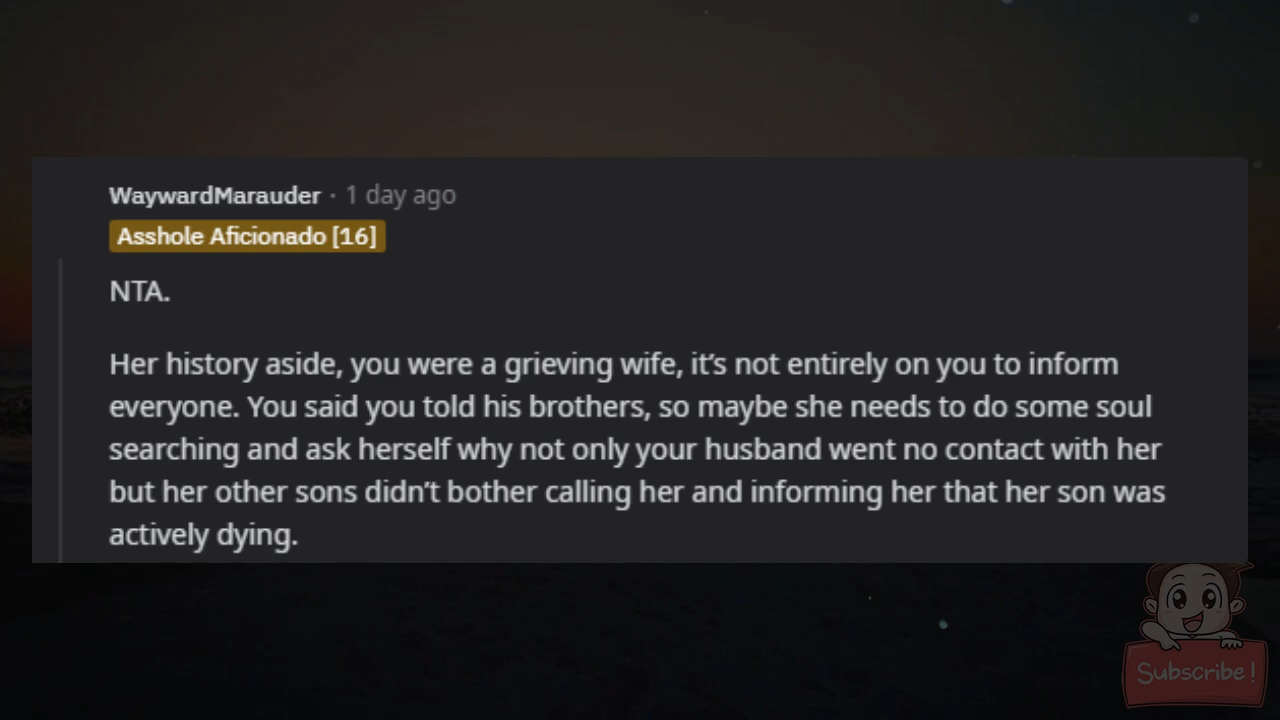 WaywardMarauder · 1 day ago
Asshole Aficionado [16]
NTA.
Her history aside, you were a grieving wife, it’s not entirely on you to inform
everyone. You said you told his brothers, so maybe she needs to do some soul
searching and ask herself why not only your husband went no contact with her
but her other sons didn’t bother calling her and informing her that her son was
actively dying.
Subscribe!